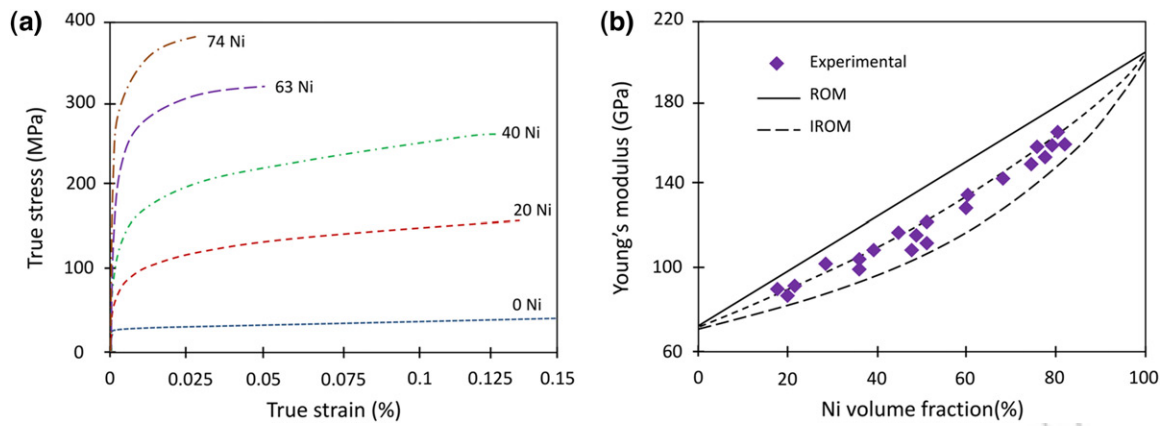 (a)
True stress (MPa)
400
300
200
100
0
74 Ni
63 Ni
40 Ni
20 Ni
0 Ni
0 0.025 0.05 0.075 0.1 0.125 0.15
True strain (%)
(b)
Young's modulus (GPa)
220
180
140
100
60
Experimental
ROM
IROM
0 20 40 60 80 100
Ni volume fraction(%)